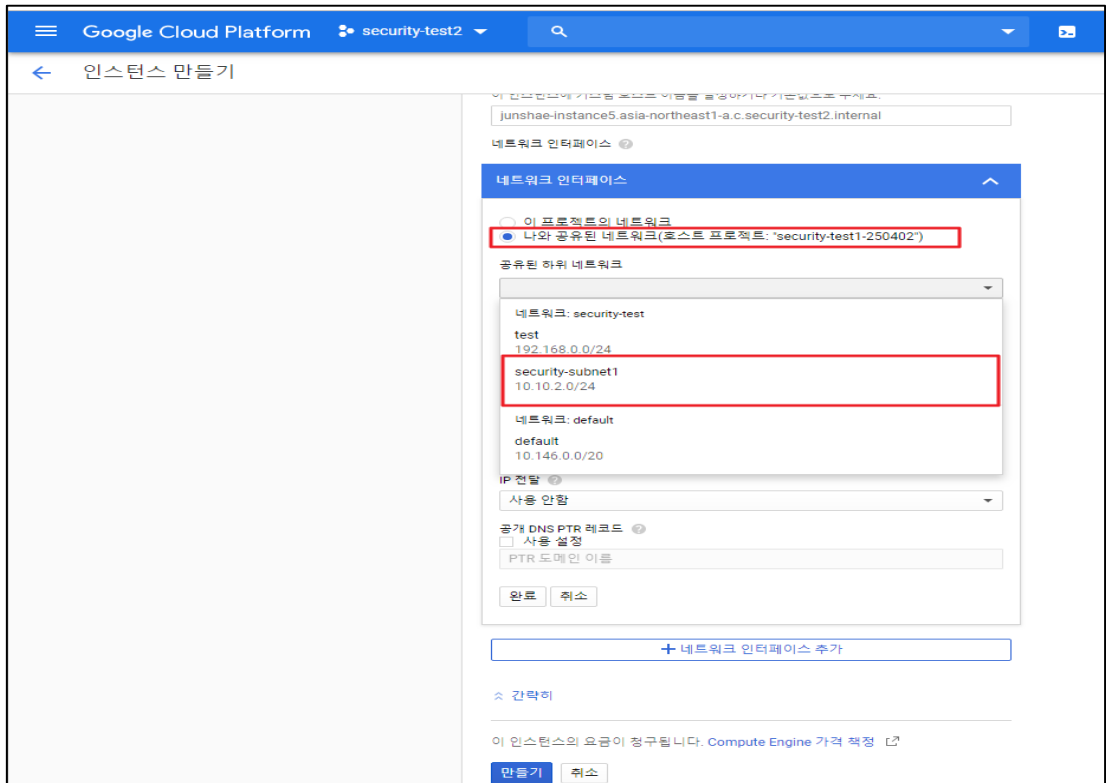 Google Cloud Platform
security-test2
인스턴스 만들기
junshae-instance5.asia-northeast1-a.c.security-test2.internal
네트워크 인터페이스
네트워크 인터페이스
이 프로젝트의 네트워크
나와 공유된 네트워크(호스트 프로젝트: "security-test1-250402")
공유된 하위 네트워크
네트워크: security-test
test
192.168.0.0/24
security-subnet1
10.10.2.0/24
네트워크: default
default
10.146.0.0/20
IP 전달
사용 안함
공개 DNS PTR 레코드
사용 설정
PTR 도메인 이름
완료 취소
네트워크 인터페이스 추가
간략히
이 인스턴스의 요금이 청구됩니다. Compute Engine 가격 책정
만들기 취소